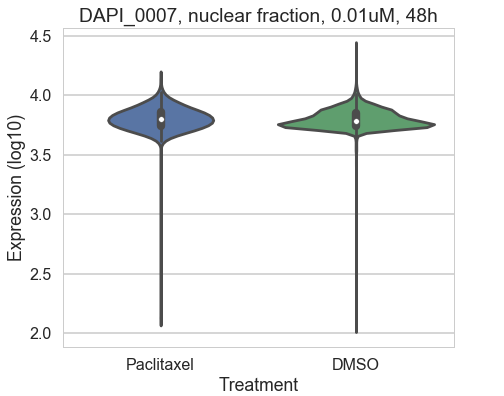 DAPI_0007, nuclear fraction, 0.01uM, 48h
4.5
4.0
3.5
3.0
2.5
2.0
Expression (log10)
Paclitaxel DMSO
Treatment